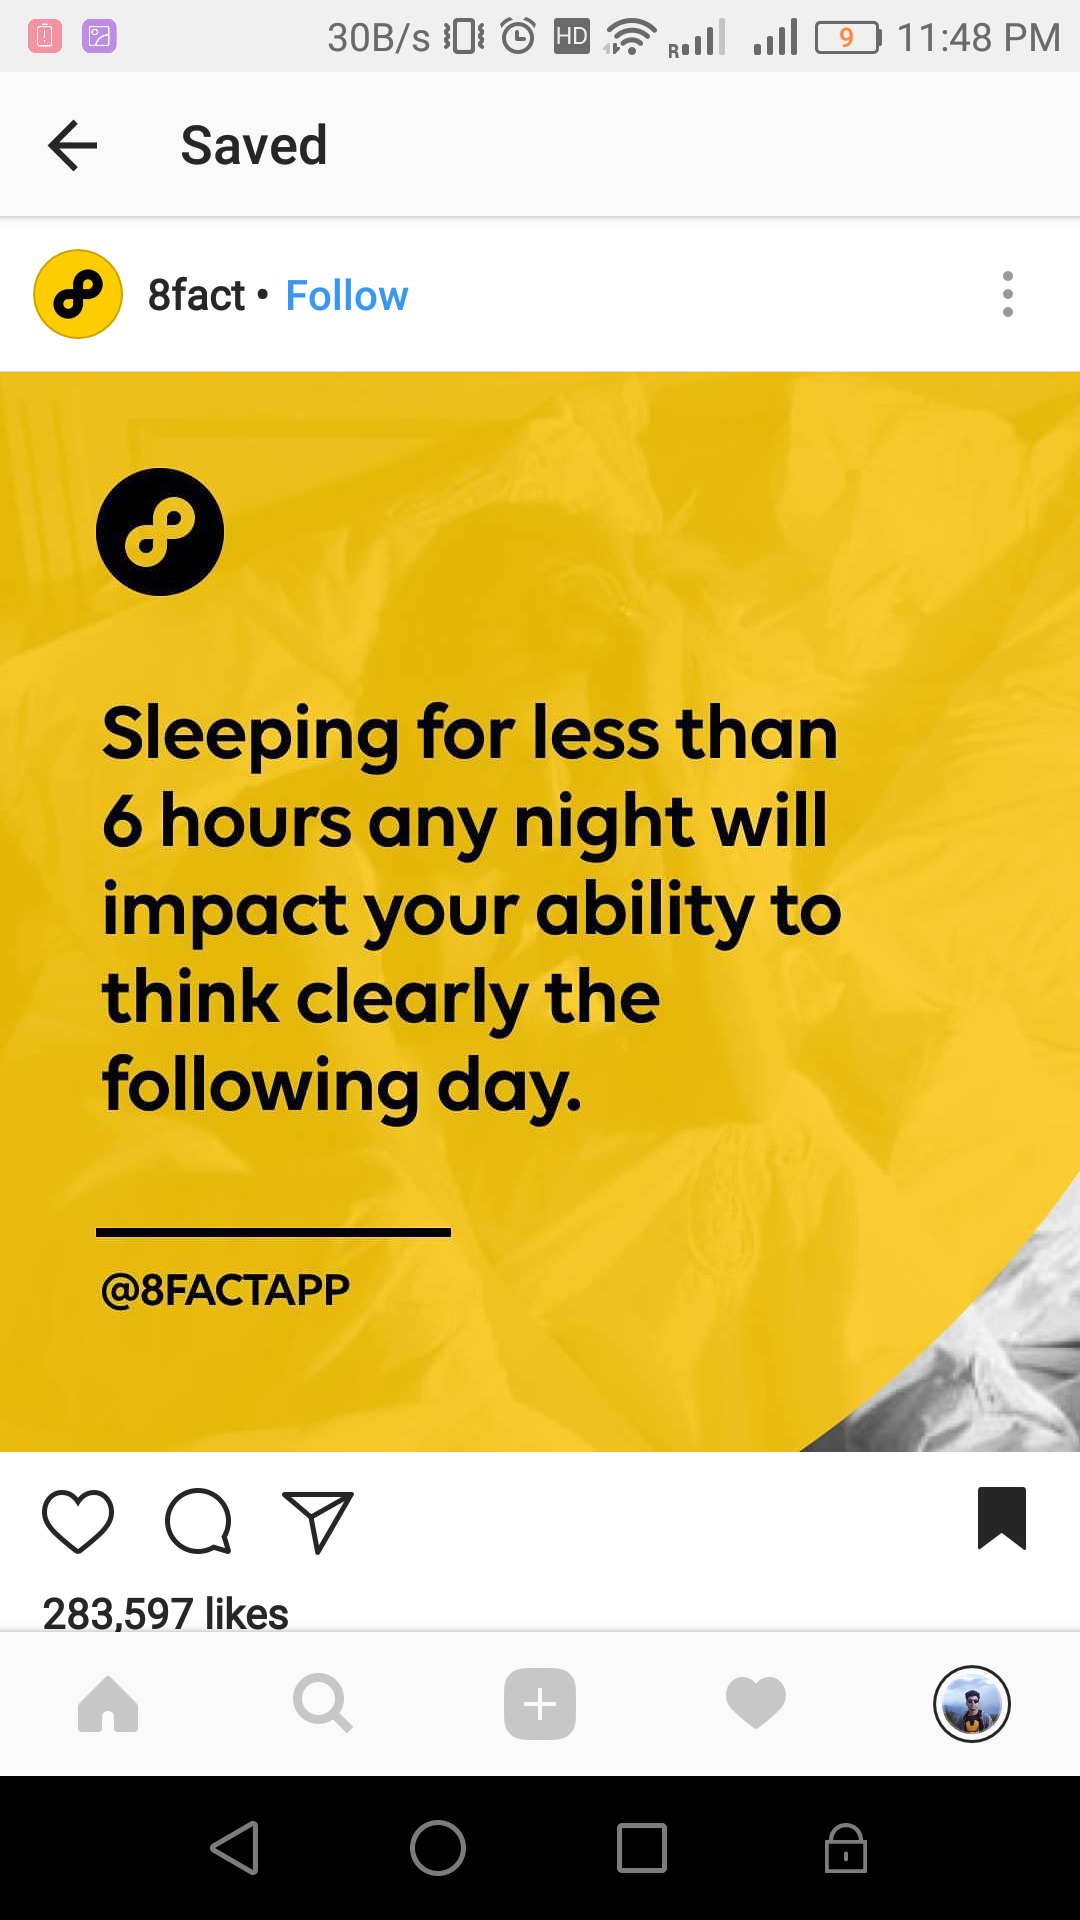 30B/s HD R 9 11:48 PM
Saved
8fact • Follow
Sleeping for less than
6 hours any night will
impact your ability to
think clearly the
following day.
@8FACTAPP
283,597 likes